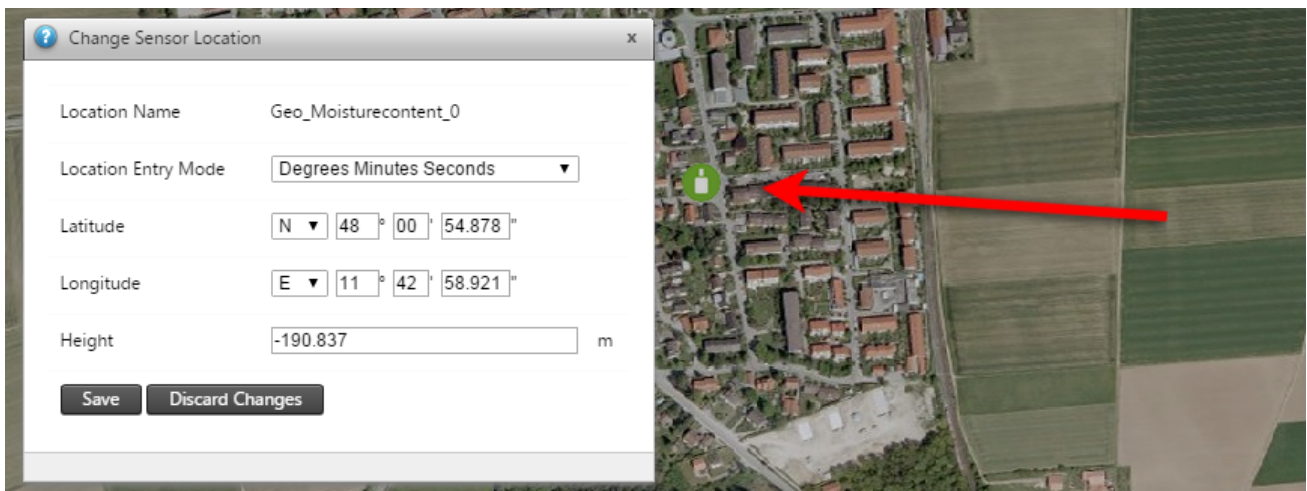 ? Change Sensor Location x
Location Name Geo_Moisturecontent_0
Location Entry Mode Degrees Minutes Seconds ▼
Latitude N ▼ 48 ° 00 ' 54.878 "
Longitude E ▼ 11 ° 42 ' 58.921 "
Height -190.837 m
Save Discard Changes